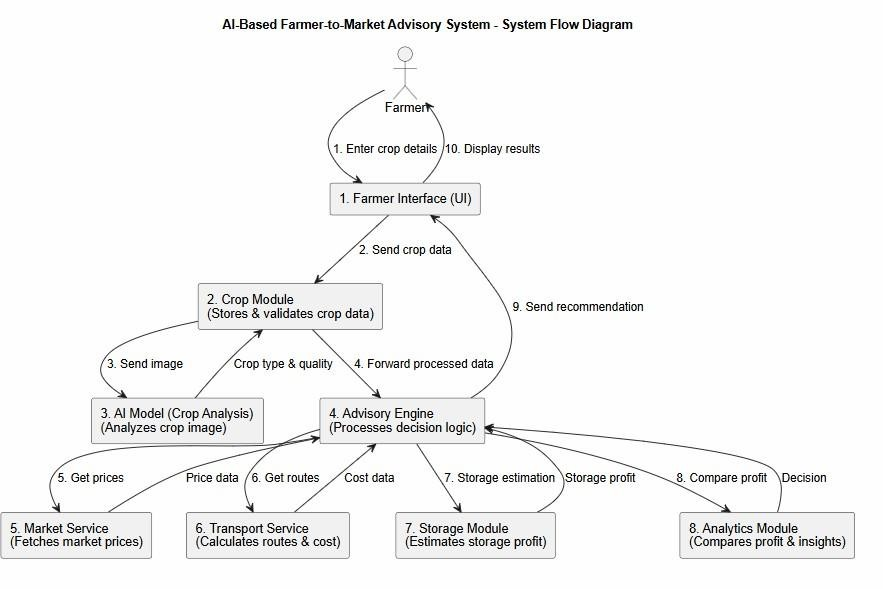 AI-Based Farmer-to-Market Advisory System - System Flow Diagram
Farmer
1. Enter crop details
10. Display results
1. Farmer Interface (UI)
2. Send crop data
2. Crop Module
(Stores & validates crop data)
9. Send recommendation
3. Send image
Crop type & quality
4. Forward processed data
3. AI Model (Crop Analysis)
(Analyzes crop image)
4. Advisory Engine
(Processes decision logic)
5. Get prices
Price data
6. Get routes
Cost data
7. Storage estimation
Storage profit
8. Compare profit
Decision
5. Market Service
(Fetches market prices)
6. Transport Service
(Calculates routes & cost)
7. Storage Module
(Estimates storage profit)
8. Analytics Module
(Compares profit & insights)